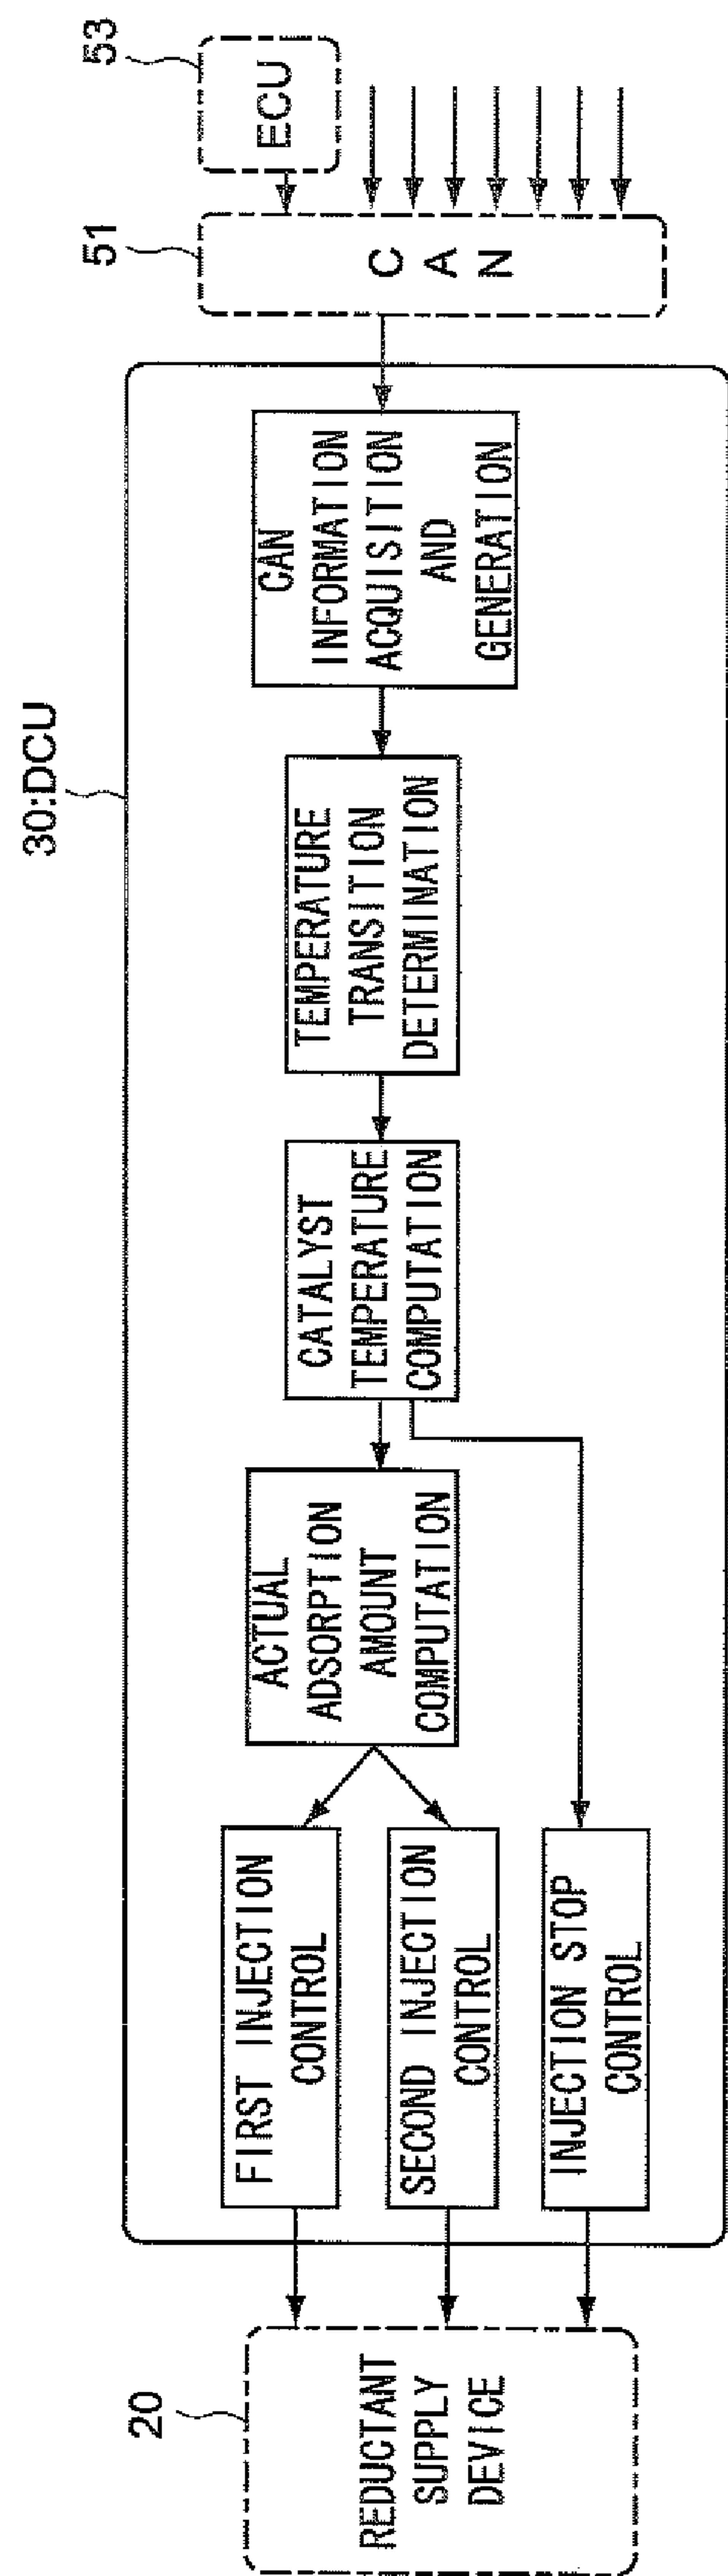 30:DCU
53
51
ECU
C
A
N
CAN
INFORMATION
ACQUISITION
AND
GENERATION
TEMPERATURE
TRANSITION
DETERMINATION
CATALYST
TEMPERATURE
COMPUTATION
ACTUAL
ADSORPTION
AMOUNT
COMPUTATION
FIRST INJECTION
CONTROL
SECOND INJECTION
CONTROL
INJECTION STOP
CONTROL
20
REDUCTANT
SUPPLY
DEVICE